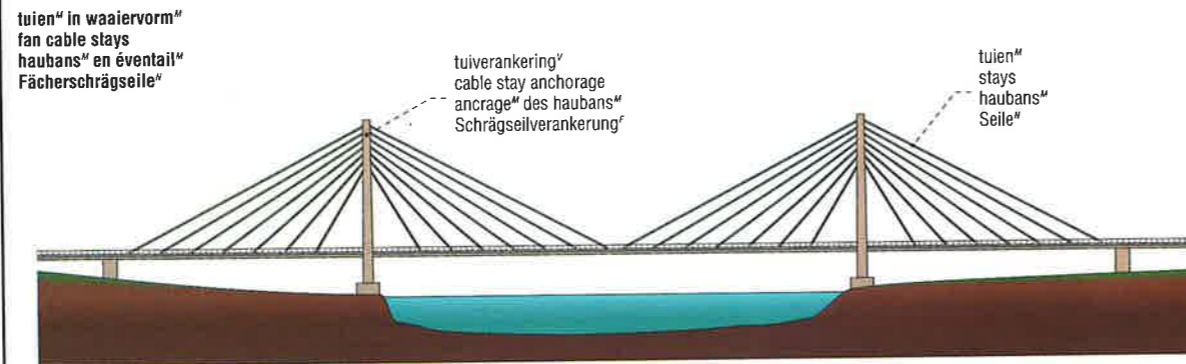 tuienᴹ in waaiervormᴹ
fan cable stays
haubansᴹ en éventailᴹ
Fächerschrägseileᴺ
tuiverankeringⱽ
cable stay anchorage
ancrageᴹ des haubansᴹ
Schrägseilverankerungᶠ
tuienᴹ
stays
haubansᴹ
Seileᴺ